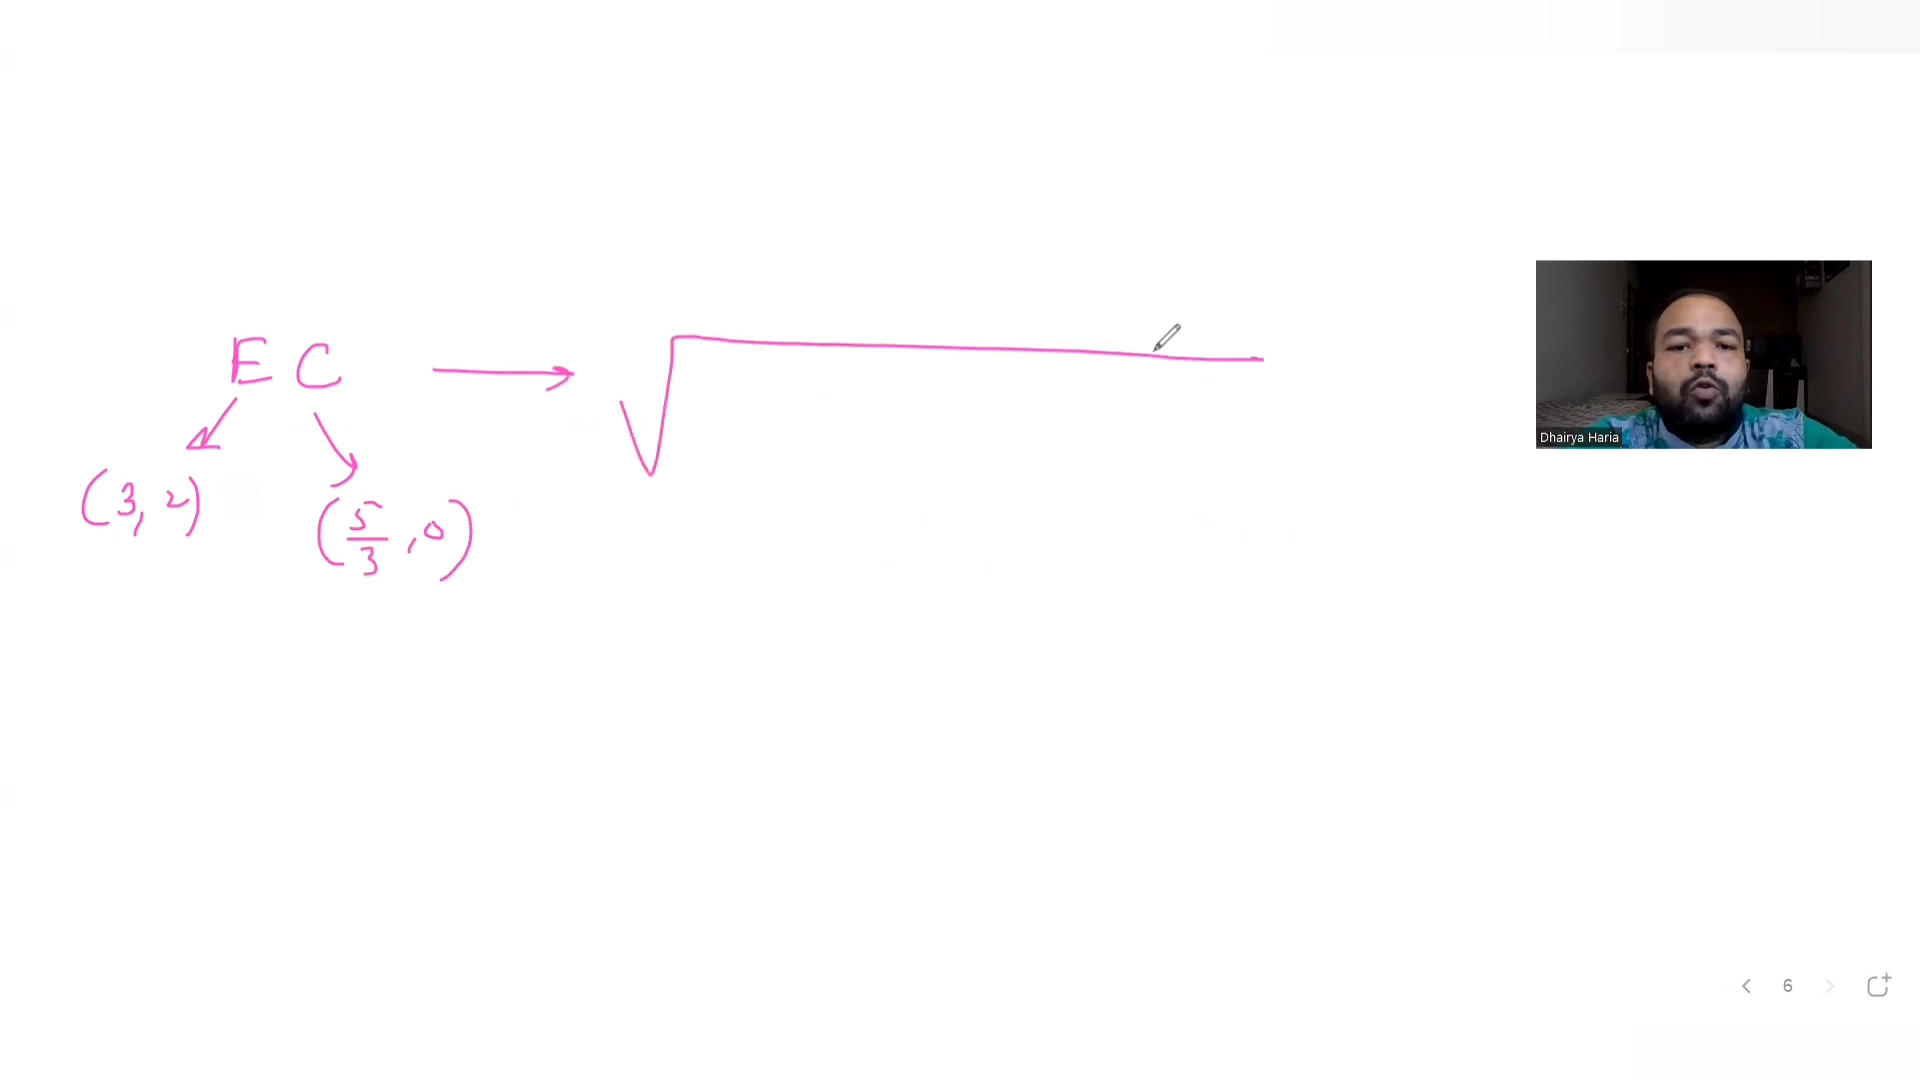 E C → √
(3, 2)
(5/3, 0)
Dhairya Haria
< 6 >